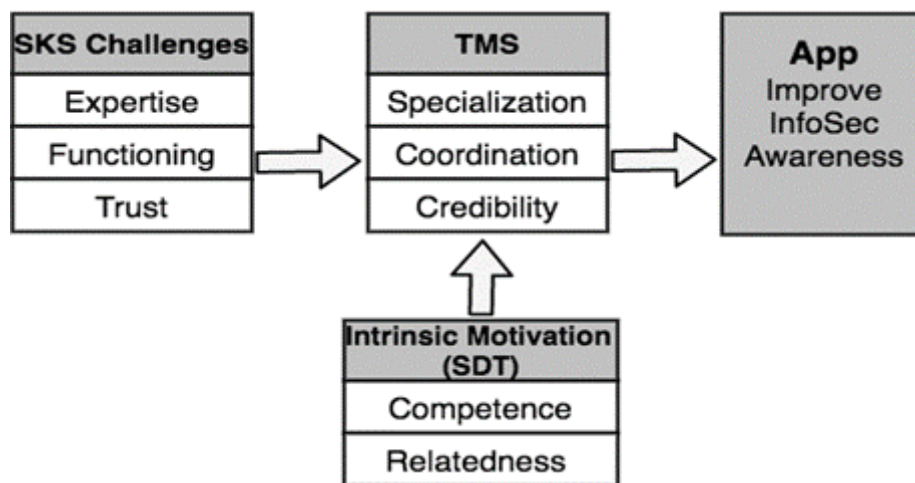 SKS Challenges
Expertise
Functioning
Trust
TMS
Specialization
Coordination
Credibility
App
Improve
InfoSec
Awareness
Intrinsic Motivation
(SDT)
Competence
Relatedness